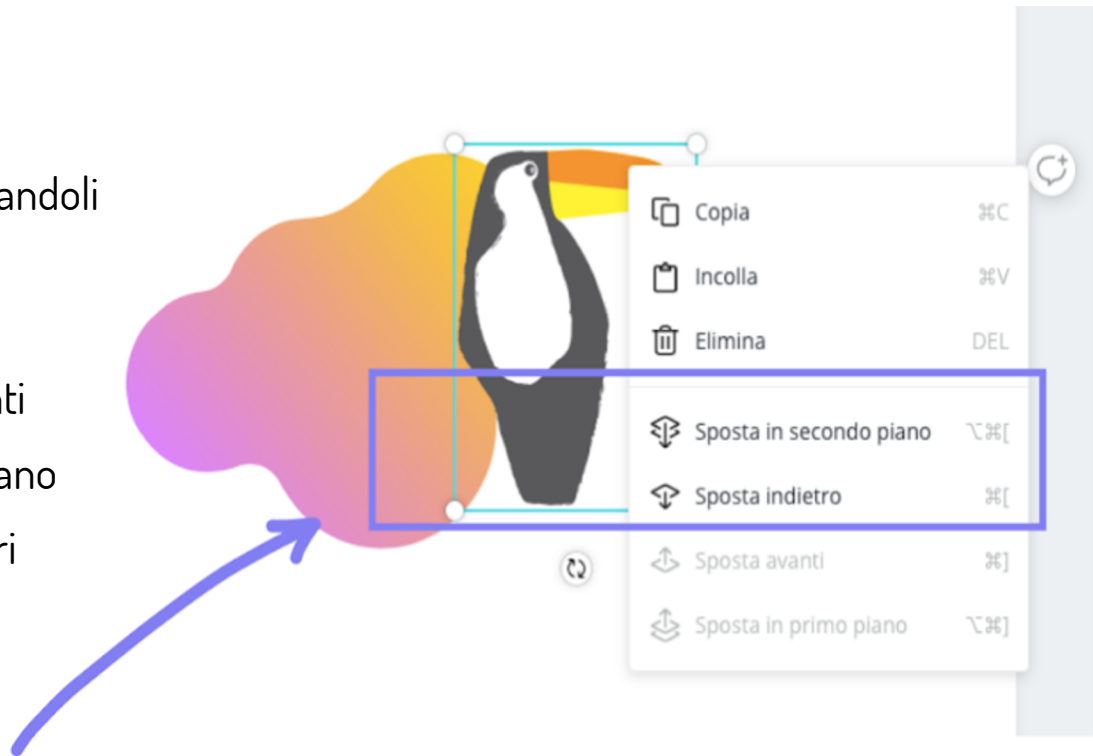 andoli
ti
ano
ri
Copia ⌘C
Incolla ⌘V
Elimina DEL
Sposta in secondo piano ⌥⌘[
Sposta indietro ⌘[
Sposta avanti ⌘]
Sposta in primo piano ⌥⌘]